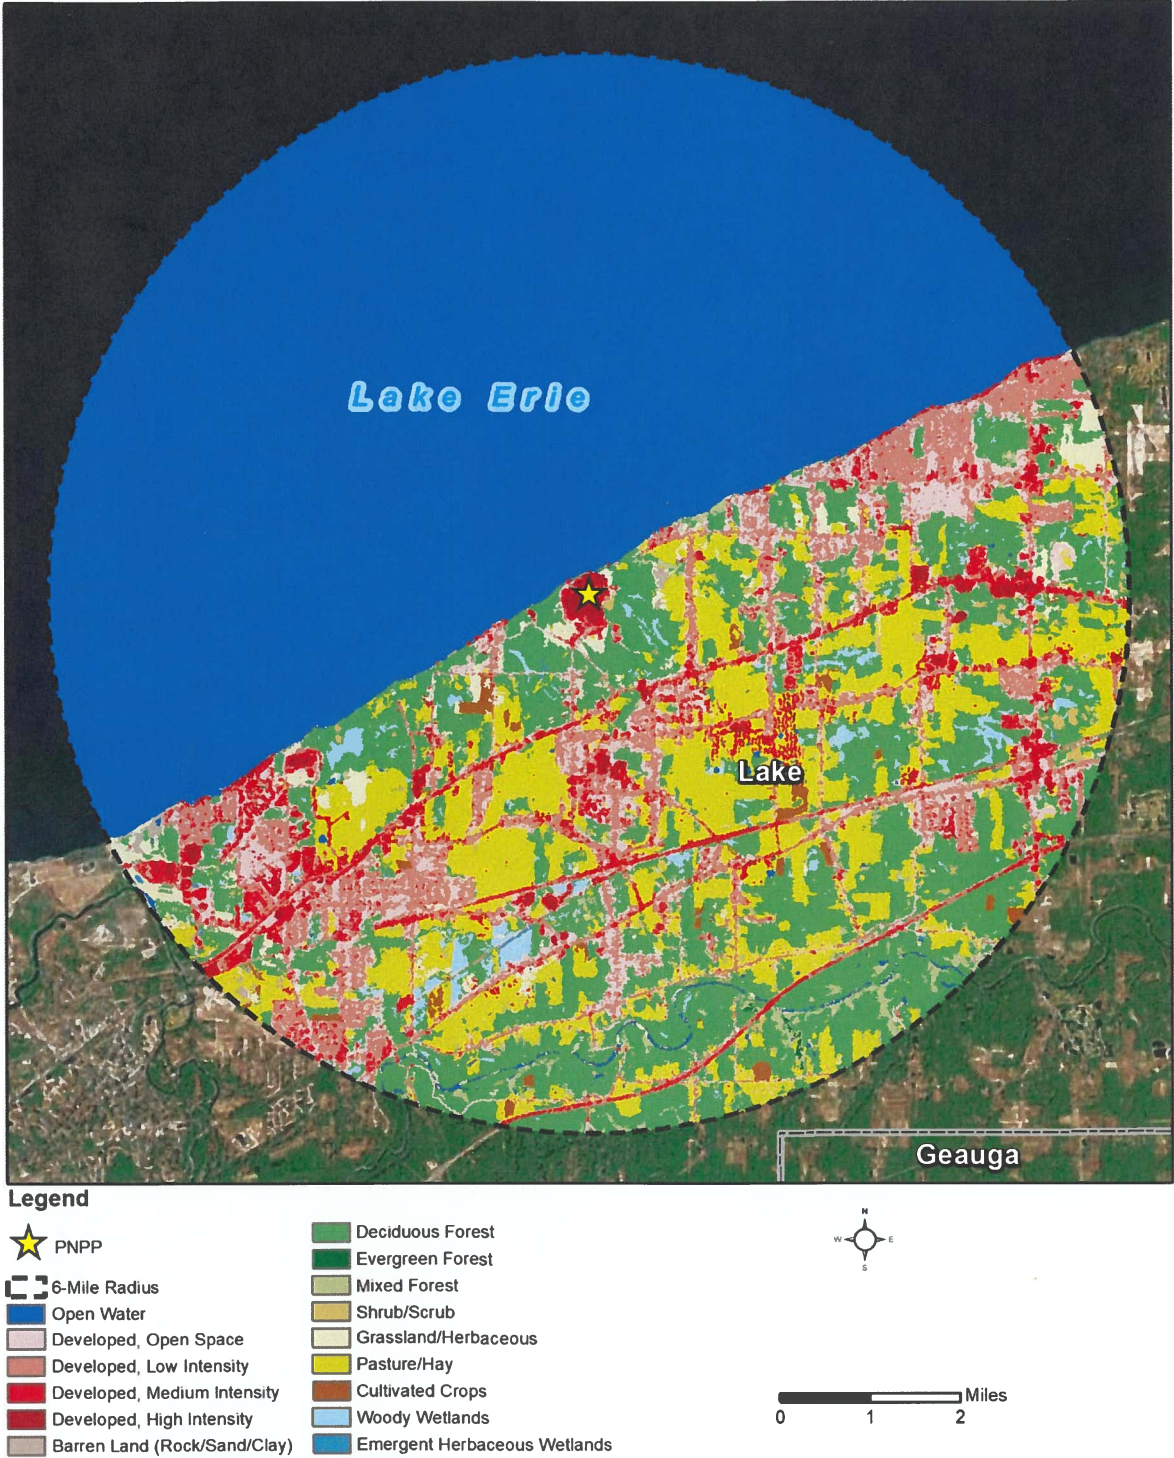 Lake Erie
Lake
Geauga
Legend
PNPP
6-Mile Radius
Open Water
Developed, Open Space
Developed, Low Intensity
Developed, Medium Intensity
Developed, High Intensity
Barren Land (Rock/Sand/Clay)
Deciduous Forest
Evergreen Forest
Mixed Forest
Shrub/Scrub
Grassland/Herbaceous
Pasture/Hay
Cultivated Crops
Woody Wetlands
Emergent Herbaceous Wetlands
N
W E
S
Miles
0 1 2